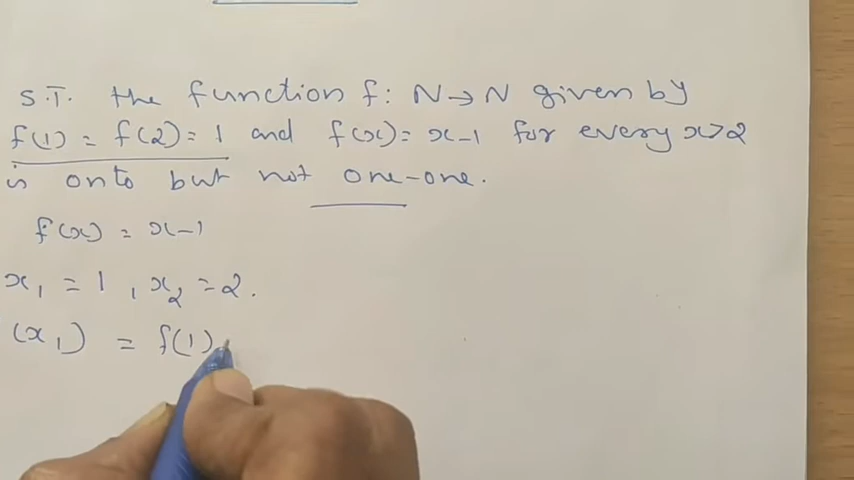 S.T. the function f: N→N given by
f(1) = f(2) = 1 and f(x) = x-1 for every x>2
is onto but not one-one.
f(x) = x-1
x₁ = 1, x₂ = 2.
(x₁) = f(1)